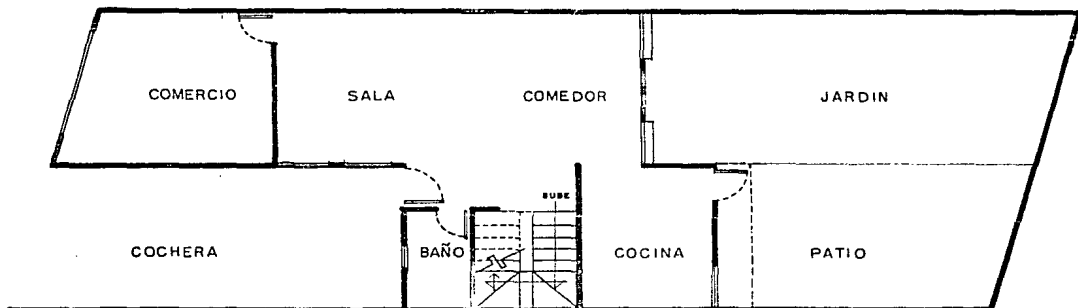 COMERCIO
SALA
COMEDOR
JARDIN
SUBE
COCHERA
BAÑO
COCINA
PATIO